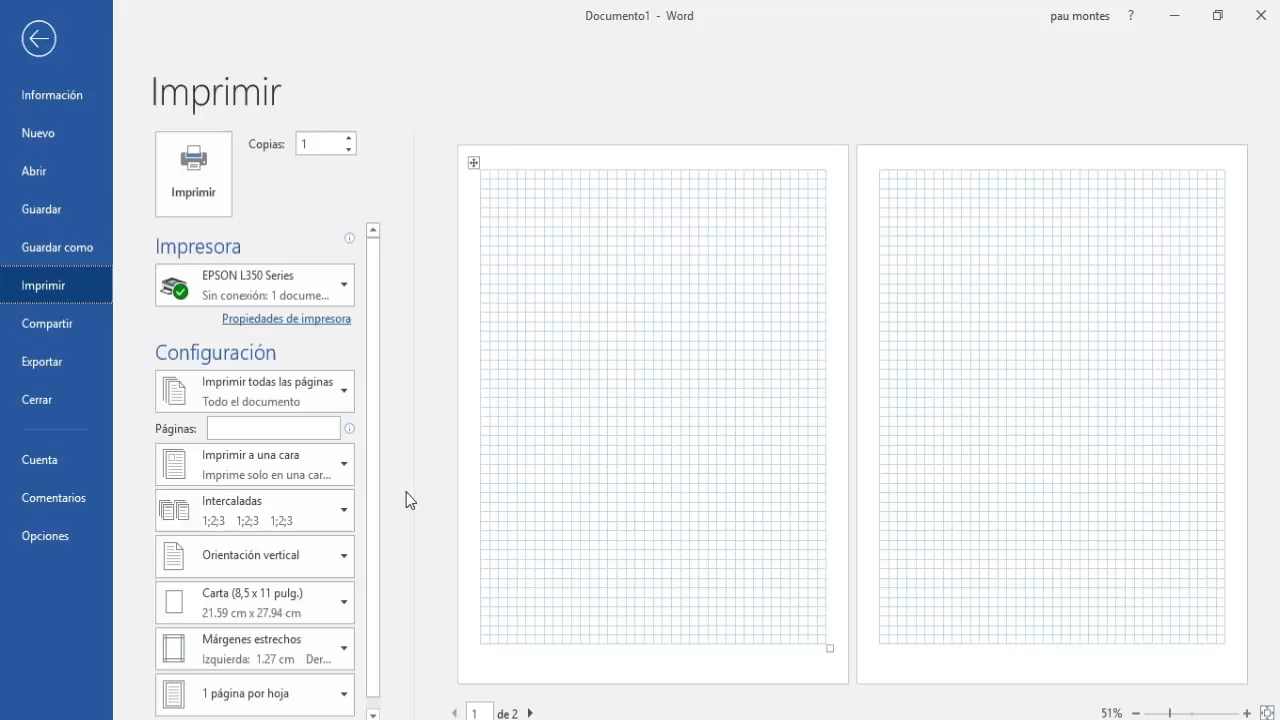 Documento1 - Word
pau montes
?
Información
Nuevo
Abrir
Guardar
Guardar como
Imprimir
Compartir
Exportar
Cerrar
Cuenta
Comentarios
Opciones
Imprimir
Imprimir
Copias: 1
Impresora
EPSON L350 Series
Sin conexión: 1 docume...
Propiedades de impresora
Configuración
Imprimir todas las páginas
Todo el documento
Páginas:
Imprimir a una cara
Imprime solo en una car...
Intercaladas
1;2;3 1;2;3 1;2;3
Orientación vertical
Carta (8,5 x 11 pulg.)
21.59 cm x 27.94 cm
Márgenes estrechos
Izquierda: 1.27 cm Der...
1 página por hoja
1 de 2
51%